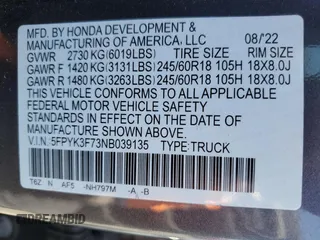 MFD. BY HONDA DEVELOPMENT &
MANUFACTURING OF AMERICA, LLC 08/'22
GVWR 2730 KG (6019LBS) TIRE SIZE RIM SIZE
GAWR F 1420 KG(3131LBS) 245/60R18 105H 18X8.0J
GAWR R 1480 KG(3263LBS) 245/60R18 105H 18X8.0J
THIS VEHICLE CONFORMS TO ALL APPLICABLE
FEDERAL MOTOR VEHICLE SAFETY
STANDARDS IN EFFECT ON THE DATE OF
MANUFACTURE SHOWN ABOVE.
V.I.N.: 5FPYK3F73NB039135 TYPE: TRUCK
T6Z N AF5 -NH797M -A, -B
BIDFAX